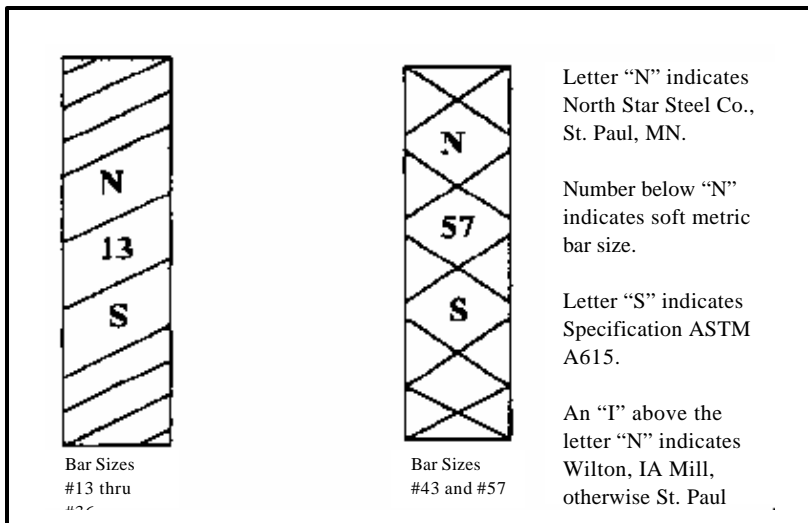 N
13
S
Bar Sizes
#13 thru
#36
N
57
S
Bar Sizes
#43 and #57
Letter “N” indicates
North Star Steel Co.,
St. Paul, MN.
Number below “N”
indicates soft metric
bar size.
Letter “S” indicates
Specification ASTM
A615.
An “I” above the
letter “N” indicates
Wilton, IA Mill,
otherwise St. Paul